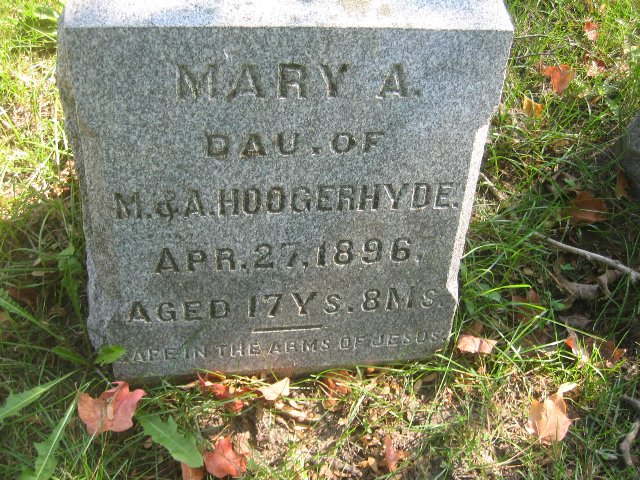 MARY A.
DAU. OF
M. & A. HOOGERHYDE.
APR. 27. 1896.
AGED 17 Ys. 8 Ms.
SAFE IN THE ARMS OF JESUS